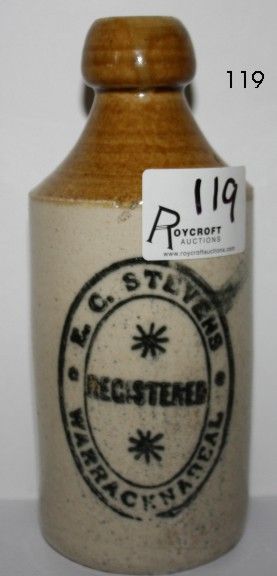 119
119
ROYCROFT
AUCTIONS
www.roycroftauctions.com
E. C. STEVENS
REGISTERED
WARRACKNABEAL